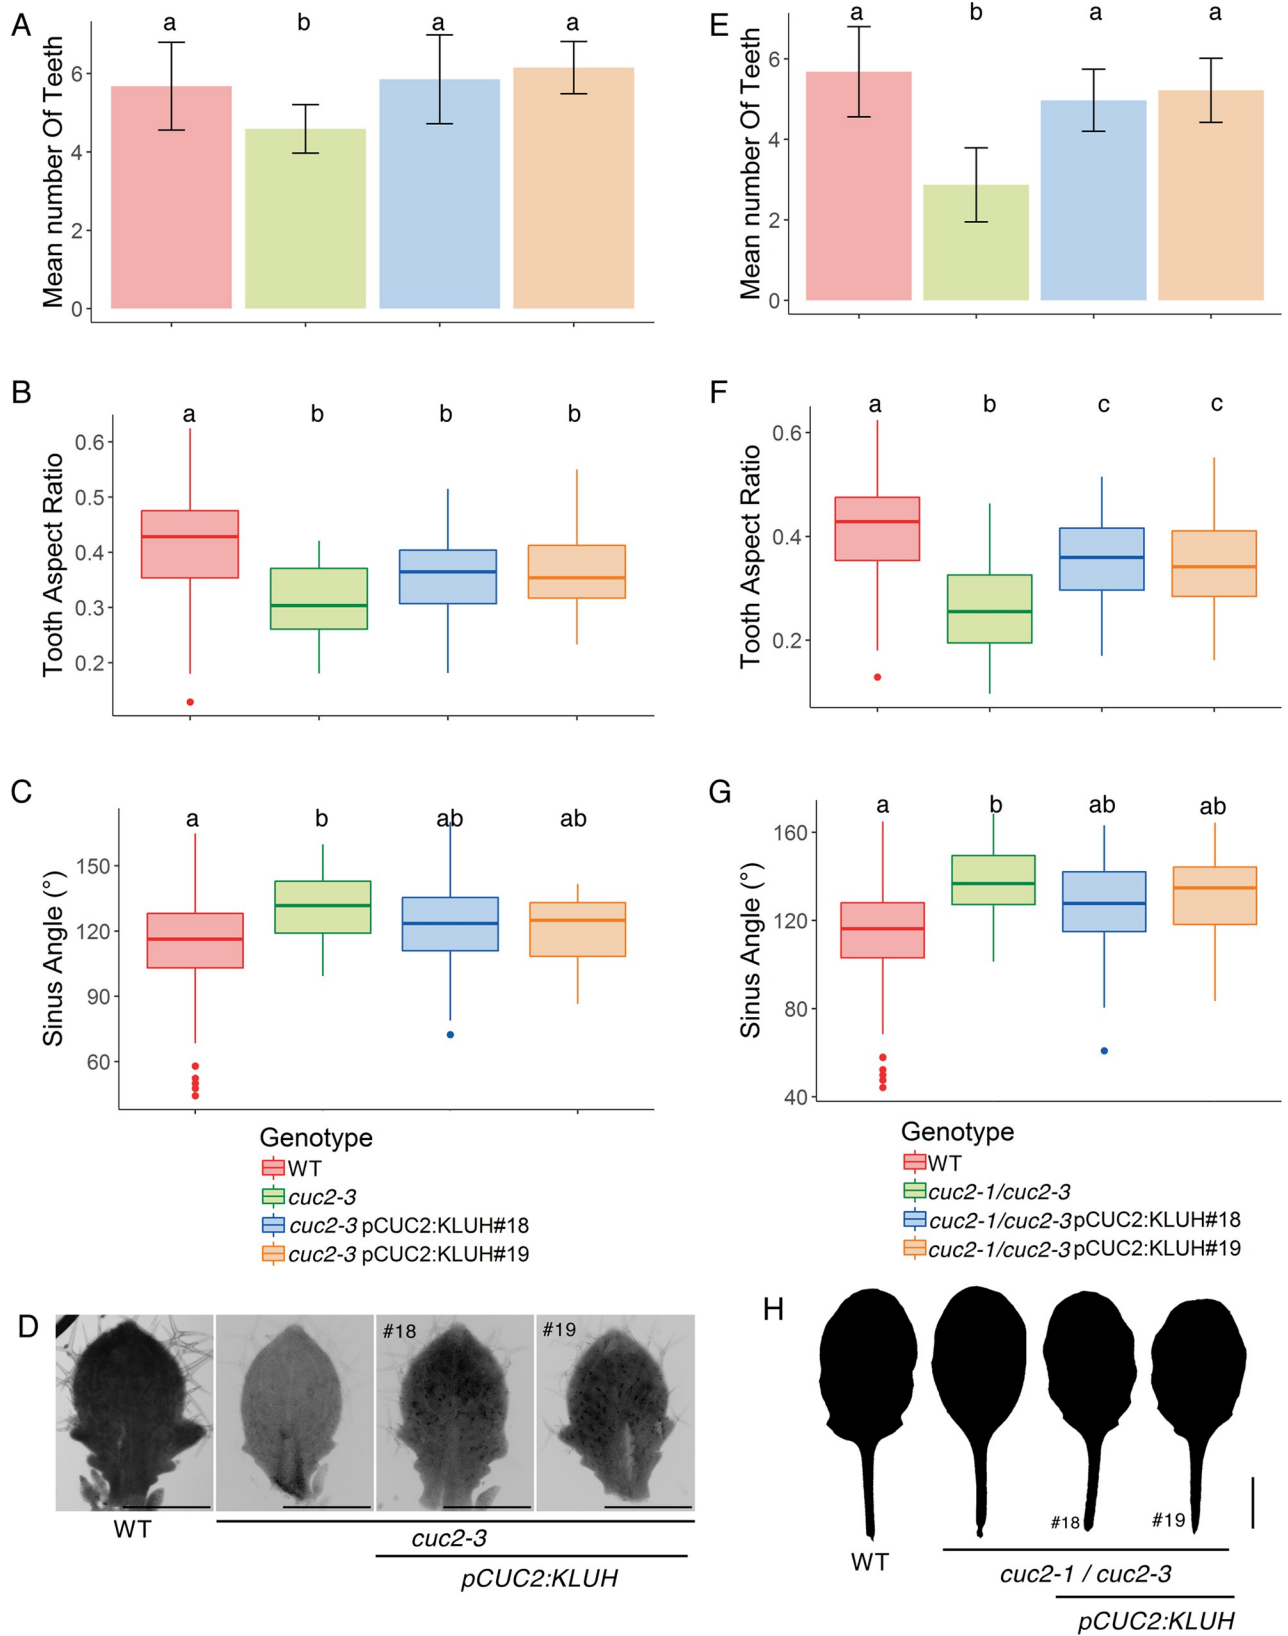 A
a b a a
Mean number Of Teeth
6
4
2
0
B
a b b b
Tooth Aspect Ratio
0.6
0.5
0.4
0.3
0.2
C
a b ab ab
Sinus Angle (°)
150
120
90
60
Genotype
WT
cuc2-3
cuc2-3 pCUC2:KLUH#18
cuc2-3 pCUC2:KLUH#19
D
#18
#19
WT
cuc2-3
pCUC2:KLUH
E
a b a a
Mean number Of Teeth
6
4
2
0
F
a b c c
Tooth Aspect Ratio
0.6
0.4
0.2
G
a b ab ab
Sinus Angle (°)
160
120
80
40
Genotype
WT
cuc2-1/cuc2-3
cuc2-1/cuc2-3 pCUC2:KLUH#18
cuc2-1/cuc2-3 pCUC2:KLUH#19
H
#18
#19
WT
cuc2-1 / cuc2-3
pCUC2:KLUH